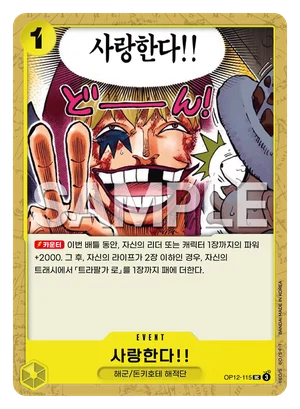 1
사랑한다!!
どーん!
SAMPLE
카운터 이번 배틀 동안, 자신의 리더 또는 캐릭터 1장까지의 파워
+2000. 그 후, 자신의 라이프가 2장 이하인 경우, 자신의
트래시에서 「트라팔가 로」를 1장까지 패에 더한다.
EVENT
사랑한다!!
해군/돈키호테 해적단
OP12-115 UC
3